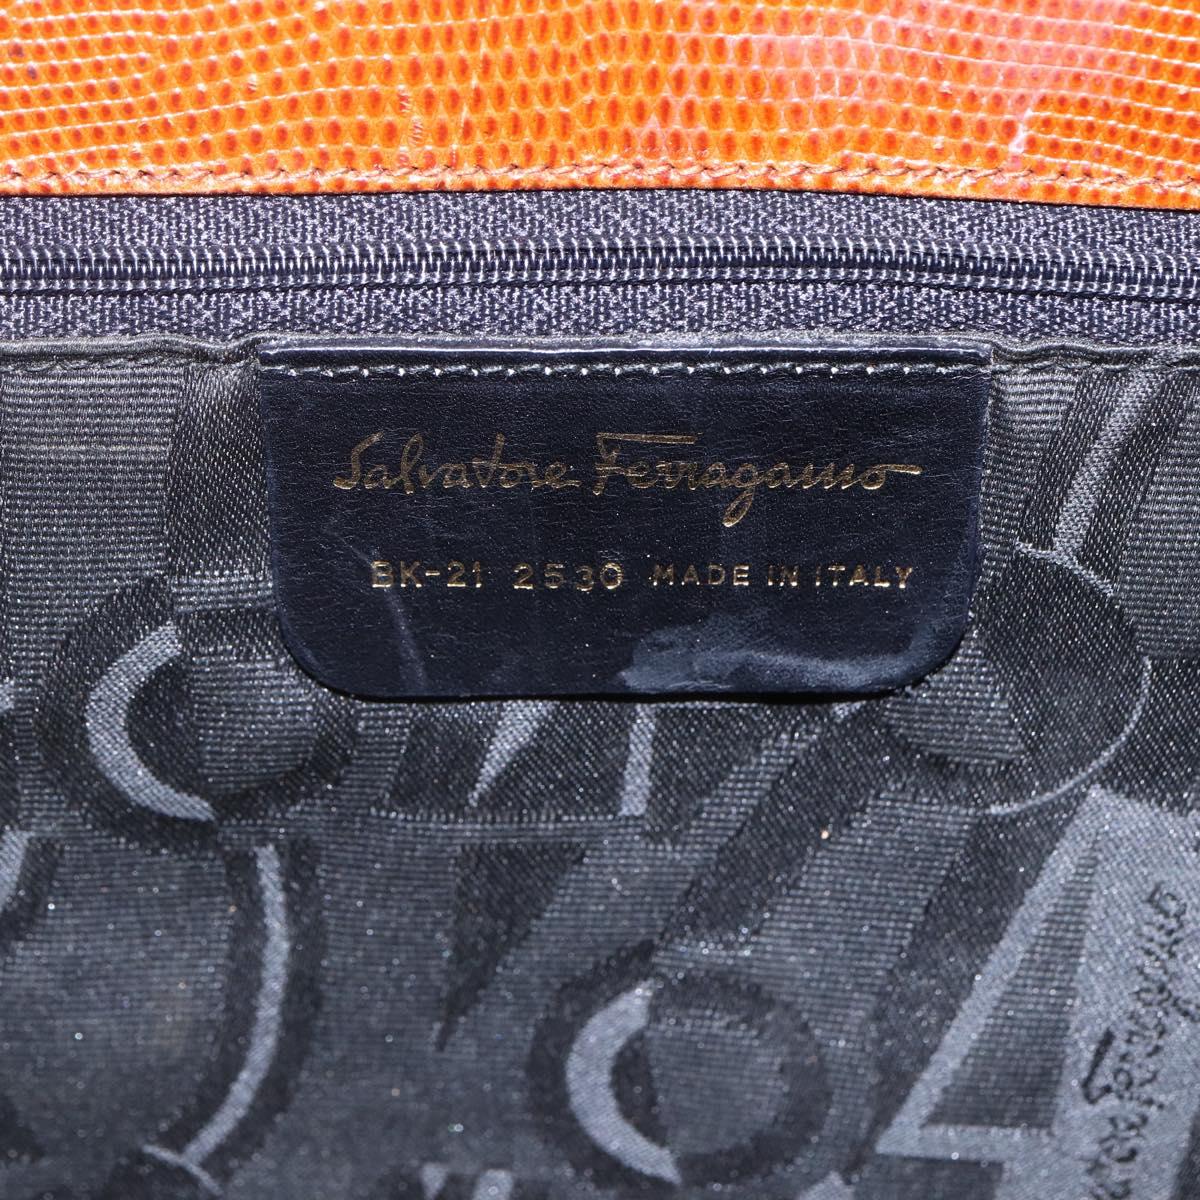 Salvatore Ferragamo
BK-21 2530 MADE IN ITALY